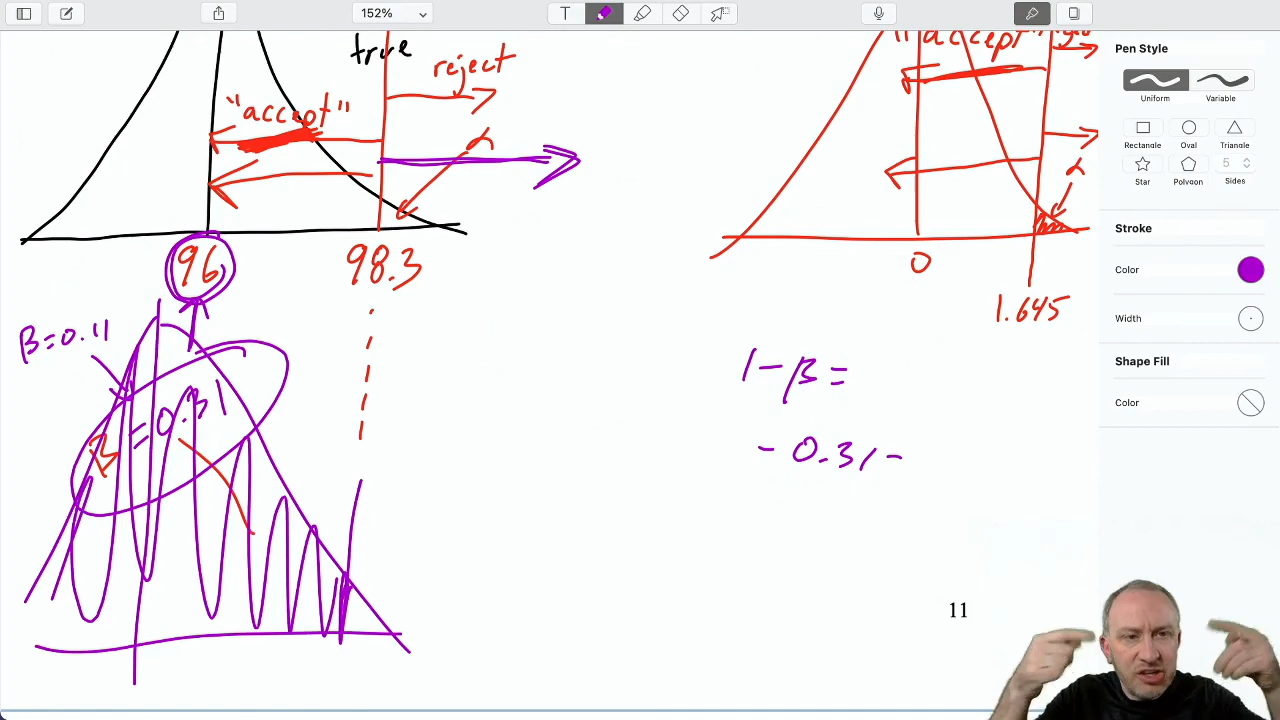 152%
T
true
reject
"accept"
α
96
98.3
β=0.11
β=0.31
"accept"
α
0
1.645
1-β=
11
Pen Style
Uniform
Variable
Rectangle
Oval
Triangle
Star
Polygon
5
Sides
Stroke
Color
Width
Shape Fill
Color